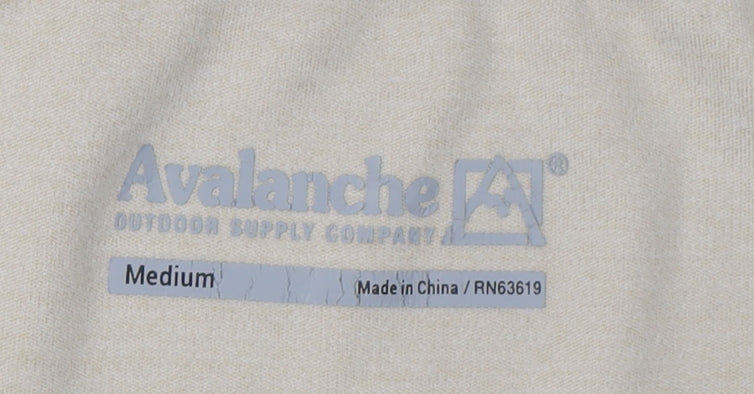 Avalanche ®
OUTDOOR SUPPLY COMPANY
Medium Made in China / RN63619